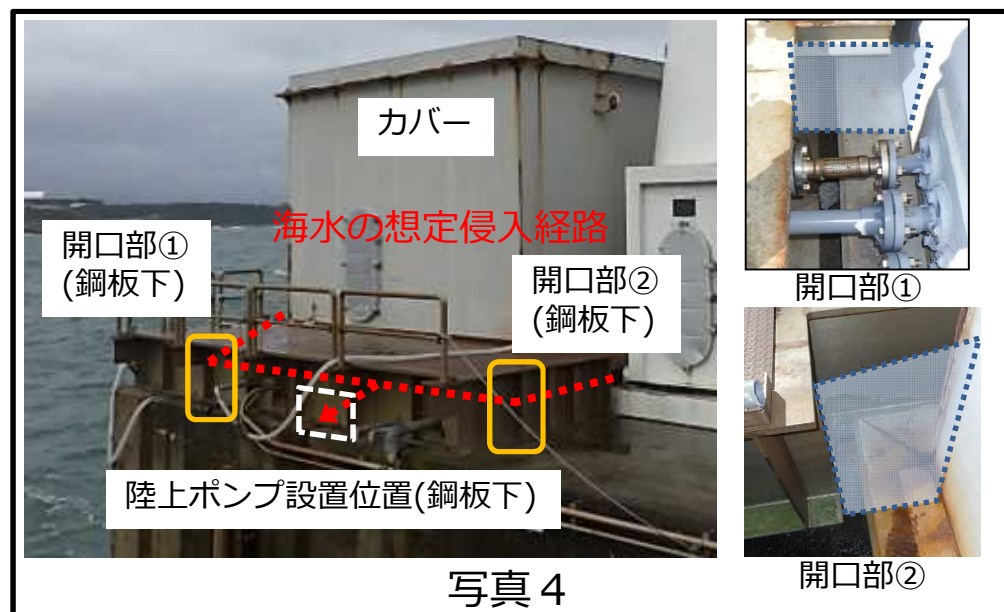 カバー
海水の想定侵入経路
開口部①
(鋼板下)
開口部②
(鋼板下)
陸上ポンプ設置位置(鋼板下)
写真４
開口部①
開口部②